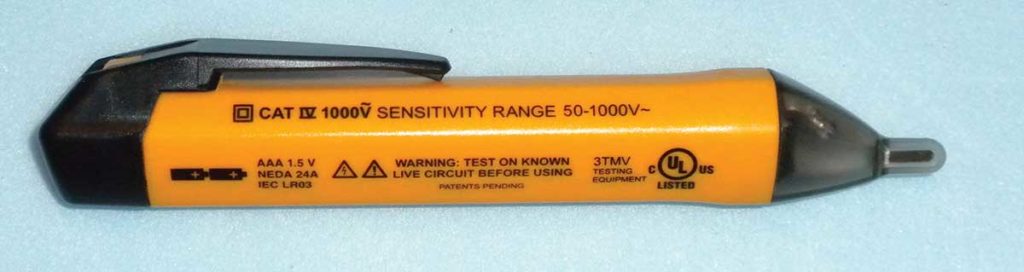 CAT IV 1000Ṽ SENSITIVITY RANGE 50-1000V~
AAA 1.5 V
NEDA 24A
IEC LR03
WARNING: TEST ON KNOWN
LIVE CIRCUIT BEFORE USING
PATENTS PENDING
3TMV
TESTING
EQUIPMENT
C UL US
LISTED